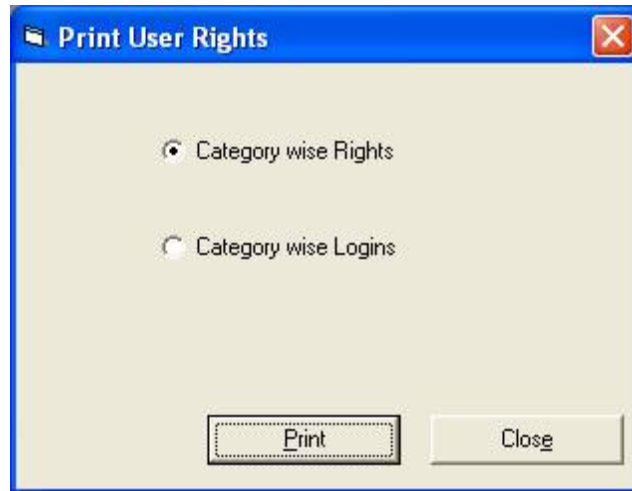 Print User Rights
Category wise Rights
Category wise Logins
Print
Close